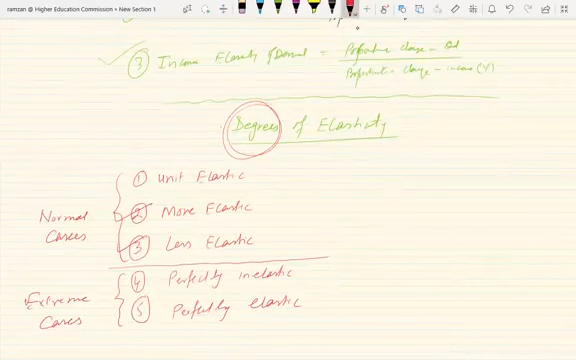 ramzan @ Higher Education Commission » New Section 1
③ Income Elasticity of Demand = Proportionate change in Qd
Proportionate change in income (Y)
Degrees of Elasticity
Normal Cases
① Unit Elastic
② More Elastic
③ Less Elastic
Extreme Cases
④ Perfectly inelastic
⑤ Perfectly elastic